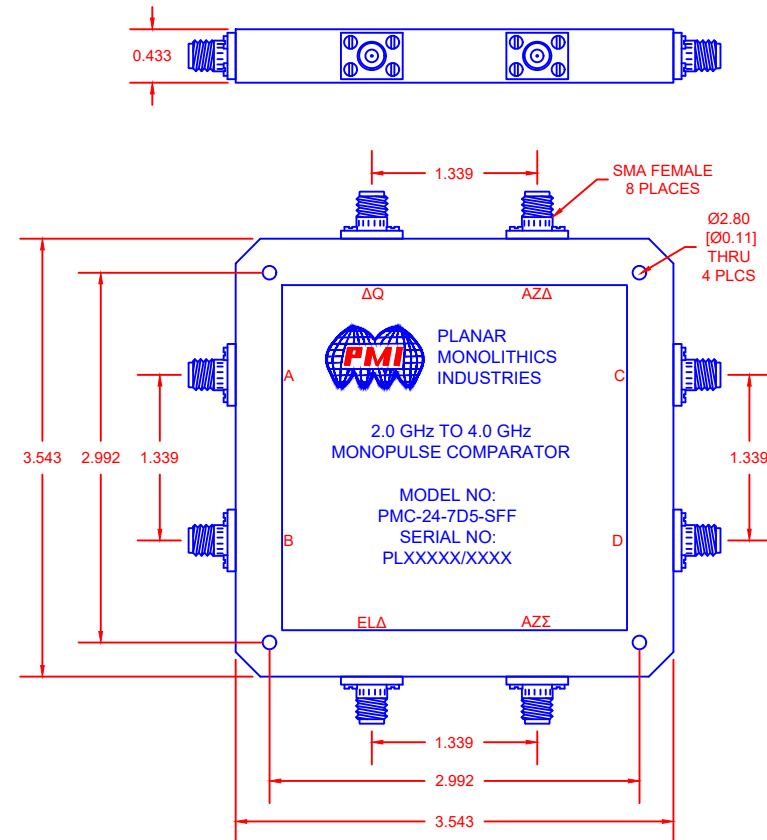 0.433
1.339
SMA FEMALE
8 PLACES
Ø2.80
[Ø0.11]
THRU
4 PLCS
ΔQ
AZΔ
PMI
PLANAR
MONOLITHICS
INDUSTRIES
A
C
2.0 GHz TO 4.0 GHz
MONOPULSE COMPARATOR
3.543
2.992
1.339
1.339
MODEL NO:
PMC-24-7D5-SFF
SERIAL NO:
PLXXXXX/XXXX
B
D
ELΔ
AZΣ
1.339
2.992
3.543